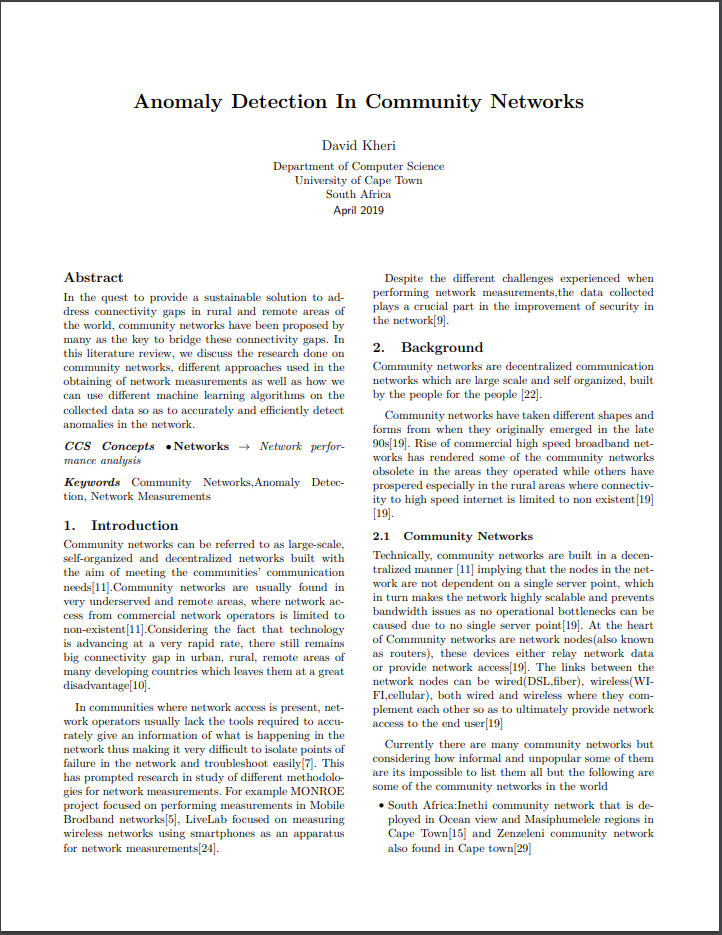 Anomaly Detection In Community Networks
David Kheri
Department of Computer Science
University of Cape Town
South Africa
April 2019
Abstract
In the quest to provide a sustainable solution to ad-
dress connectivity gaps in rural and remote areas of
the world, community networks have been proposed by
many as the key to bridge these connectivity gaps. In
this literature review, we discuss the research done on
community networks, different approaches used in the
obtaining of network measurements as well as how we
can use different machine learning algorithms on the
collected data so as to accurately and efficiently detect
anomalies in the network.
CCS Concepts •Networks → Network perfor-
mance analysis
Keywords Community Networks,Anomaly Detec-
tion, Network Measurements
1. Introduction
Community networks can be referred to as large-scale,
self-organized and decentralized networks built with
the aim of meeting the communities' communication
needs[11].Community networks are usually found in
very underserved and remote areas, where network ac-
cess from commercial network operators is limited to
non-existent[11].Considering the fact that technology
is advancing at a very rapid rate, there still remains
big connectivity gap in urban, rural, remote areas of
many developing countries which leaves them at a great
disadvantage[10].
In communities where network access is present, net-
work operators usually lack the tools required to accu-
rately give an information of what is happening in the
network thus making it very difficult to isolate points of
failure in the network and troubleshoot easily[7]. This
has prompted research in study of different methodolo-
gies for network measurements. For example MONROE
project focused on performing measurements in Mobile
Brodband networks[5], LiveLab focused on measuring
wireless networks using smartphones as an apparatus
for network measurements[24].
Despite the different challenges experienced when
performing network measurements,the data collected
plays a crucial part in the improvement of security in
the network[9].
2. Background
Community networks are decentralized communication
networks which are large scale and self organized, built
by the people for the people [22].
Community networks have taken different shapes and
forms from when they originally emerged in the late
90s[19]. Rise of commercial high speed broadband net-
works has rendered some of the community networks
obsolete in the areas they operated while others have
prospered especially in the rural areas where connectiv-
ity to high speed internet is limited to non existent[19]
[19].
2.1 Community Networks
Technically, community networks are built in a decen-
tralized manner [11] implying that the nodes in the net-
work are not dependent on a single server point, which
in turn makes the network highly scalable and prevents
bandwidth issues as no operational bottlenecks can be
caused due to no single server point[19]. At the heart
of Community networks are network nodes(also known
as routers), these devices either relay network data
or provide network access[19]. The links between the
network nodes can be wired(DSL,fiber), wireless(WI-
FI,cellular), both wired and wireless where they com-
plement each other so as to ultimately provide network
access to the end user[19]
Currently there are many community networks but
considering how informal and unpopular some of them
are its impossible to list them all but the following are
some of the community networks in the world
• South Africa:Inethi community network that is de-
ployed in Ocean view and Masiphumelele regions in
Cape Town[15] and Zenzeleni community network
also found in Cape town[29]